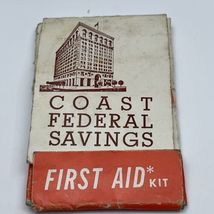 COAST
FEDERAL
SAVINGS
FIRST AID* KIT